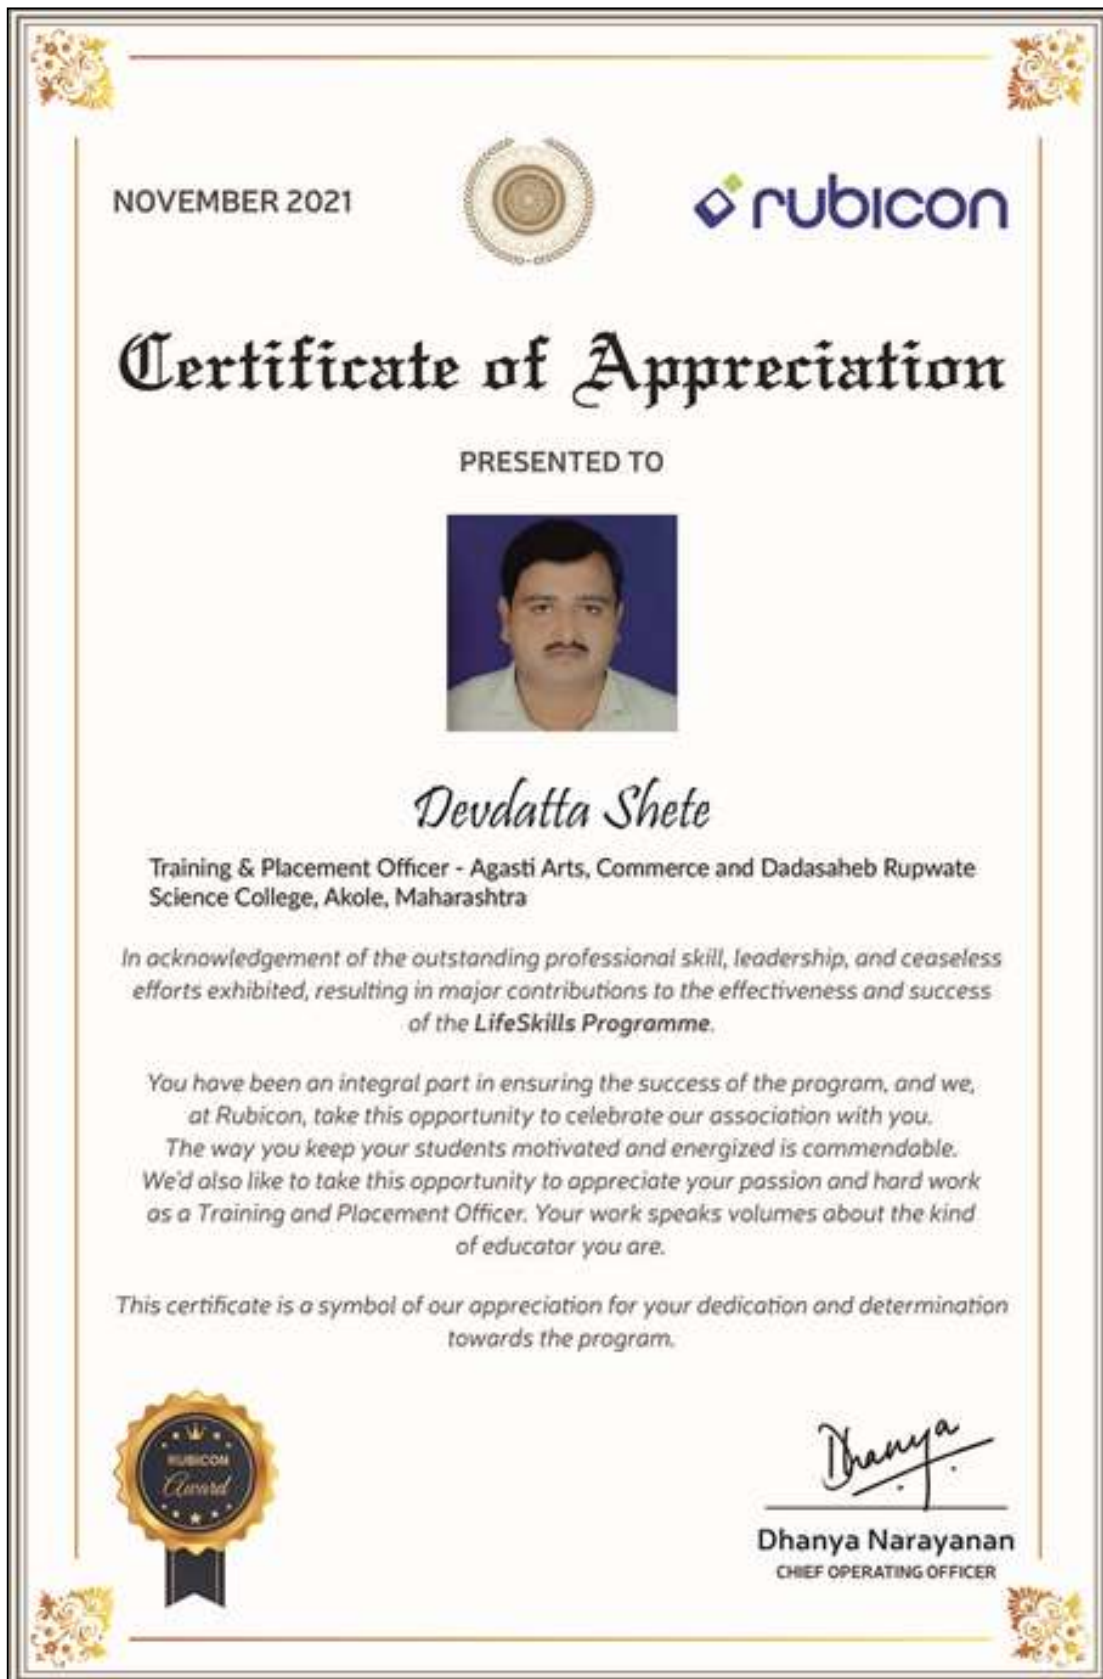 NOVEMBER 2021
rubicon
Certificate of Appreciation
PRESENTED TO
Devdatta Shete
Training & Placement Officer - Agasti Arts, Commerce and Dadasaheb Rupwate
Science College, Akole, Maharashtra
In acknowledgement of the outstanding professional skill, leadership, and ceaseless
efforts exhibited, resulting in major contributions to the effectiveness and success
of the LifeSkills Programme.
You have been an integral part in ensuring the success of the program, and we,
at Rubicon, take this opportunity to celebrate our association with you.
The way you keep your students motivated and energized is commendable.
We'd also like to take this opportunity to appreciate your passion and hard work
as a Training and Placement Officer. Your work speaks volumes about the kind
of educator you are.
This certificate is a symbol of our appreciation for your dedication and determination
towards the program.
RUBICON
Award
Dhanya
Dhanya Narayanan
CHIEF OPERATING OFFICER